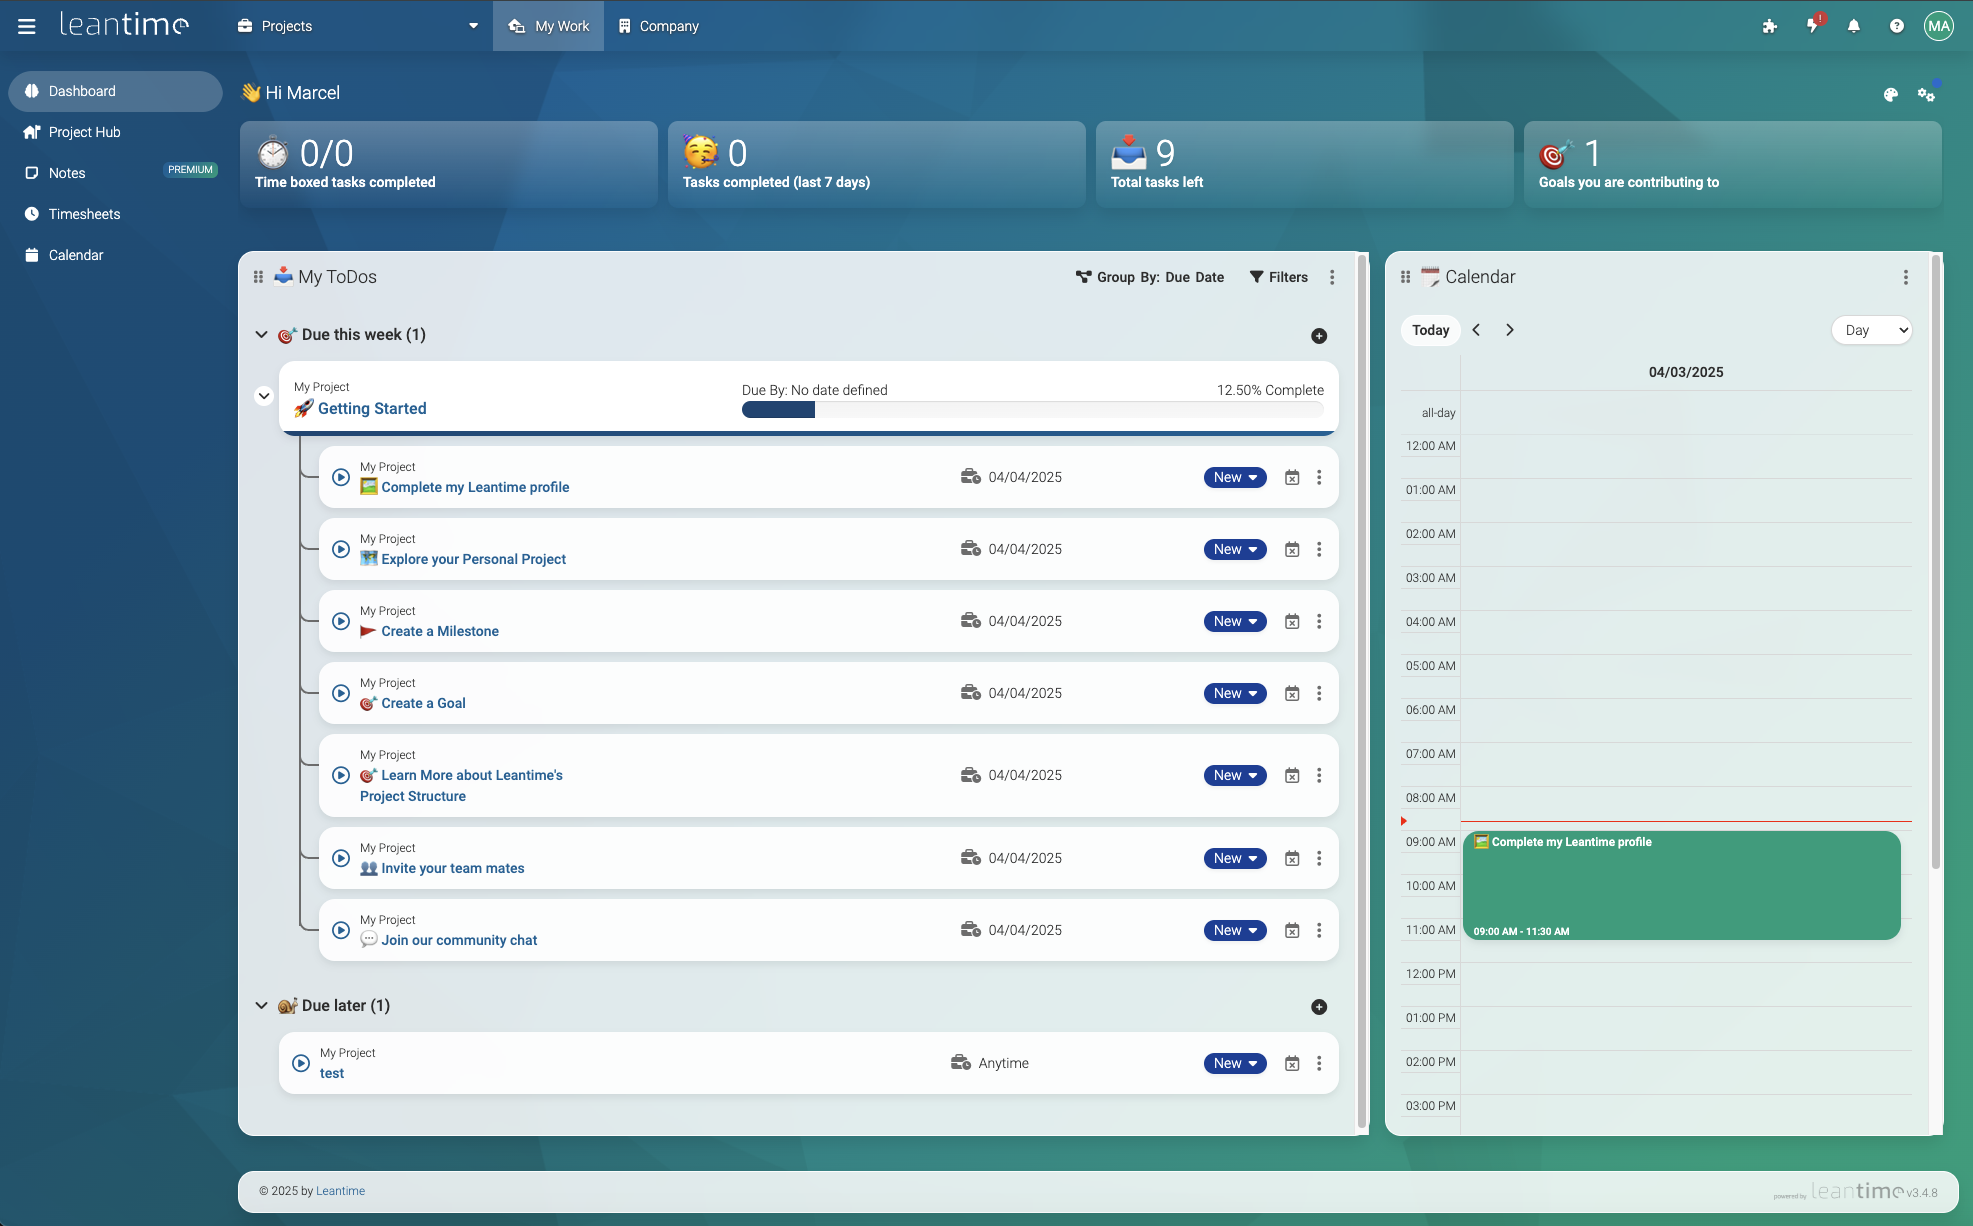 leantime
Projects
My Work
Company
!
MA
Dashboard
Project Hub
Notes
PREMIUM
Timesheets
Calendar
👋 Hi Marcel
0/0
Time boxed tasks completed
0
Tasks completed (last 7 days)
9
Total tasks left
1
Goals you are contributing to
My ToDos
Group By: Due Date
Filters
Due this week (1)
My Project
🚀 Getting Started
Due By: No date defined
12.50% Complete
My Project
🖼️ Complete my Leantime profile
04/04/2025
New
My Project
🗺️ Explore your Personal Project
04/04/2025
New
My Project
🚩 Create a Milestone
04/04/2025
New
My Project
🎯 Create a Goal
04/04/2025
New
My Project
🎯 Learn More about Leantime's
Project Structure
04/04/2025
New
My Project
👥 Invite your team mates
04/04/2025
New
My Project
💬 Join our community chat
04/04/2025
New
Due later (1)
My Project
test
Anytime
New
Calendar
Today
Day
04/03/2025
all-day
12:00 AM
01:00 AM
02:00 AM
03:00 AM
04:00 AM
05:00 AM
06:00 AM
07:00 AM
08:00 AM
09:00 AM
🖼️ Complete my Leantime profile
10:00 AM
11:00 AM
09:00 AM - 11:30 AM
12:00 PM
01:00 PM
02:00 PM
03:00 PM
© 2025 by Leantime
powered by leantime v3.4.8